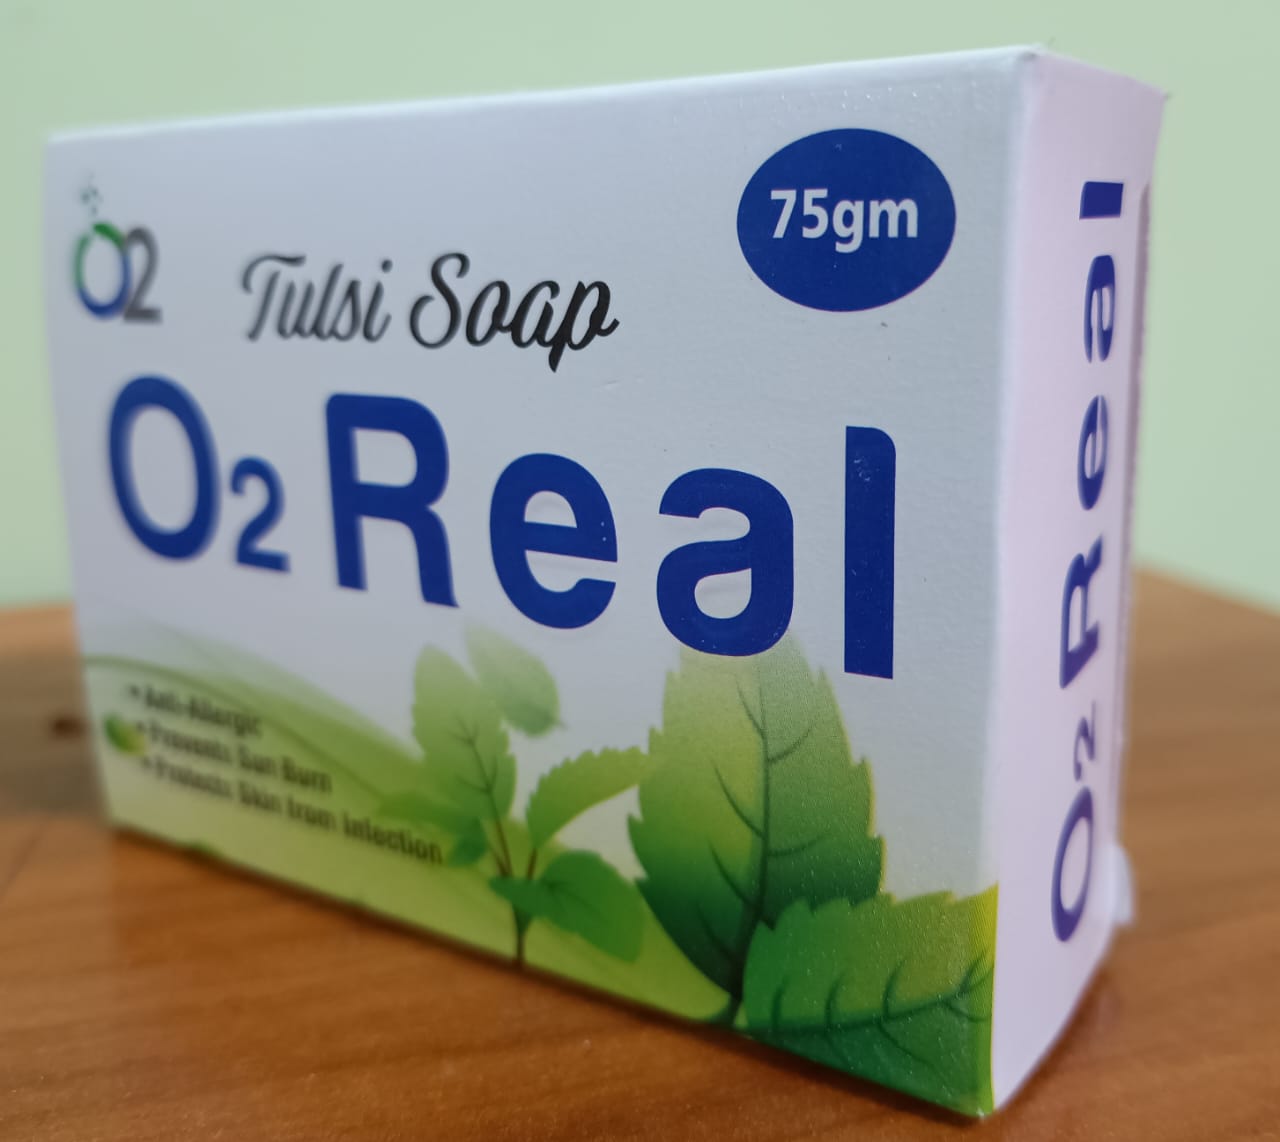 75gm
O2
Tulsi Soap
O2 Real
• Anti-Allergic
• Prevents Sun Burn
• Protects Skin from Infection
O2 Real